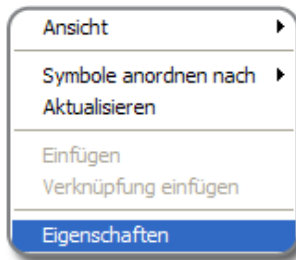 Ansicht
Symbole anordnen nach
Aktualisieren
Einfügen
Verknüpfung einfügen
Eigenschaften